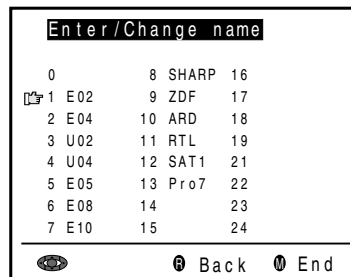 Enter/Change name
0 8 SHARP 16
1 E02 9 ZDF 17
2 E04 10 ARD 18
3 U02 11 RTL 19
4 U04 12 SAT1 21
5 E05 13 Pro7 22
6 E08 14 23
7 E10 15 24
R Back M End